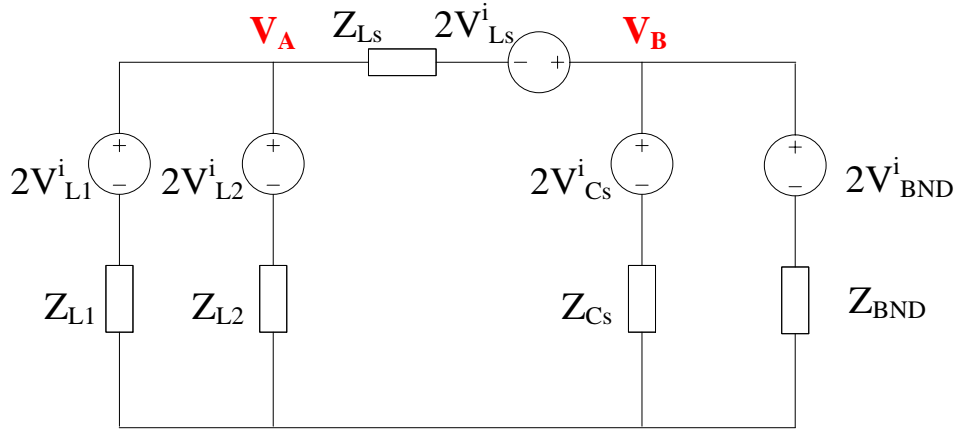 V_A Z_Ls 2V^i_Ls V_B
− +
+ + + +
− − − −
2V^i_L1 2V^i_L2 2V^i_Cs 2V^i_BND
Z_L1 Z_L2 Z_Cs Z_BND